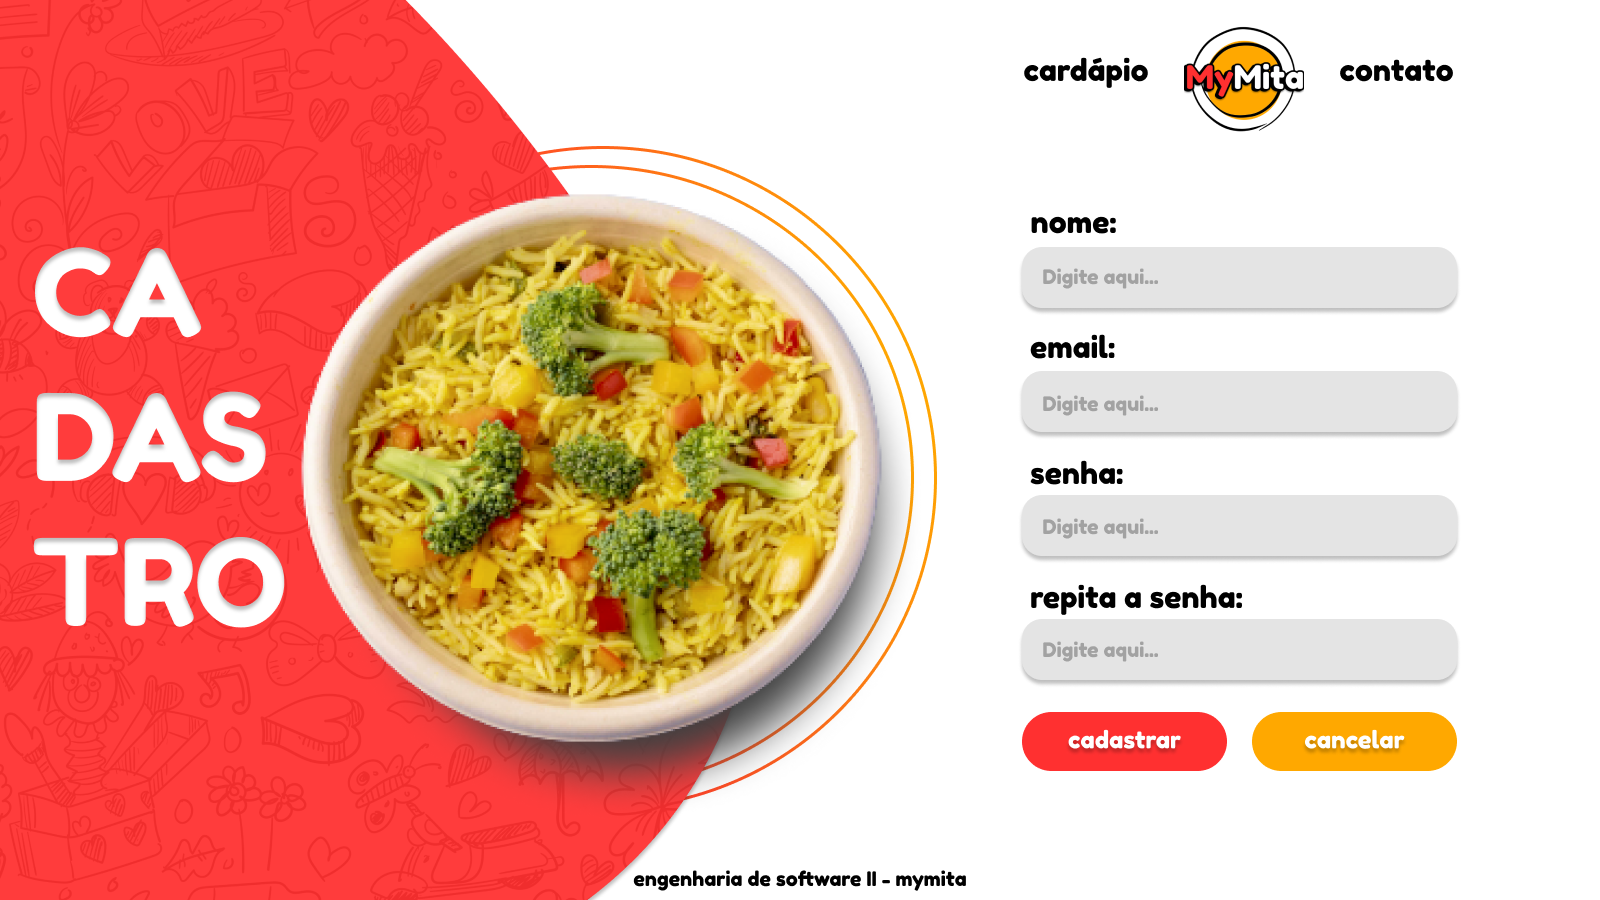 cardápio
MyMita
contato
CA
DAS
TRO
LOVE
nome:
Digite aqui...
email:
Digite aqui...
senha:
Digite aqui...
repita a senha:
Digite aqui...
cadastrar
cancelar
engenharia de software II - mymita